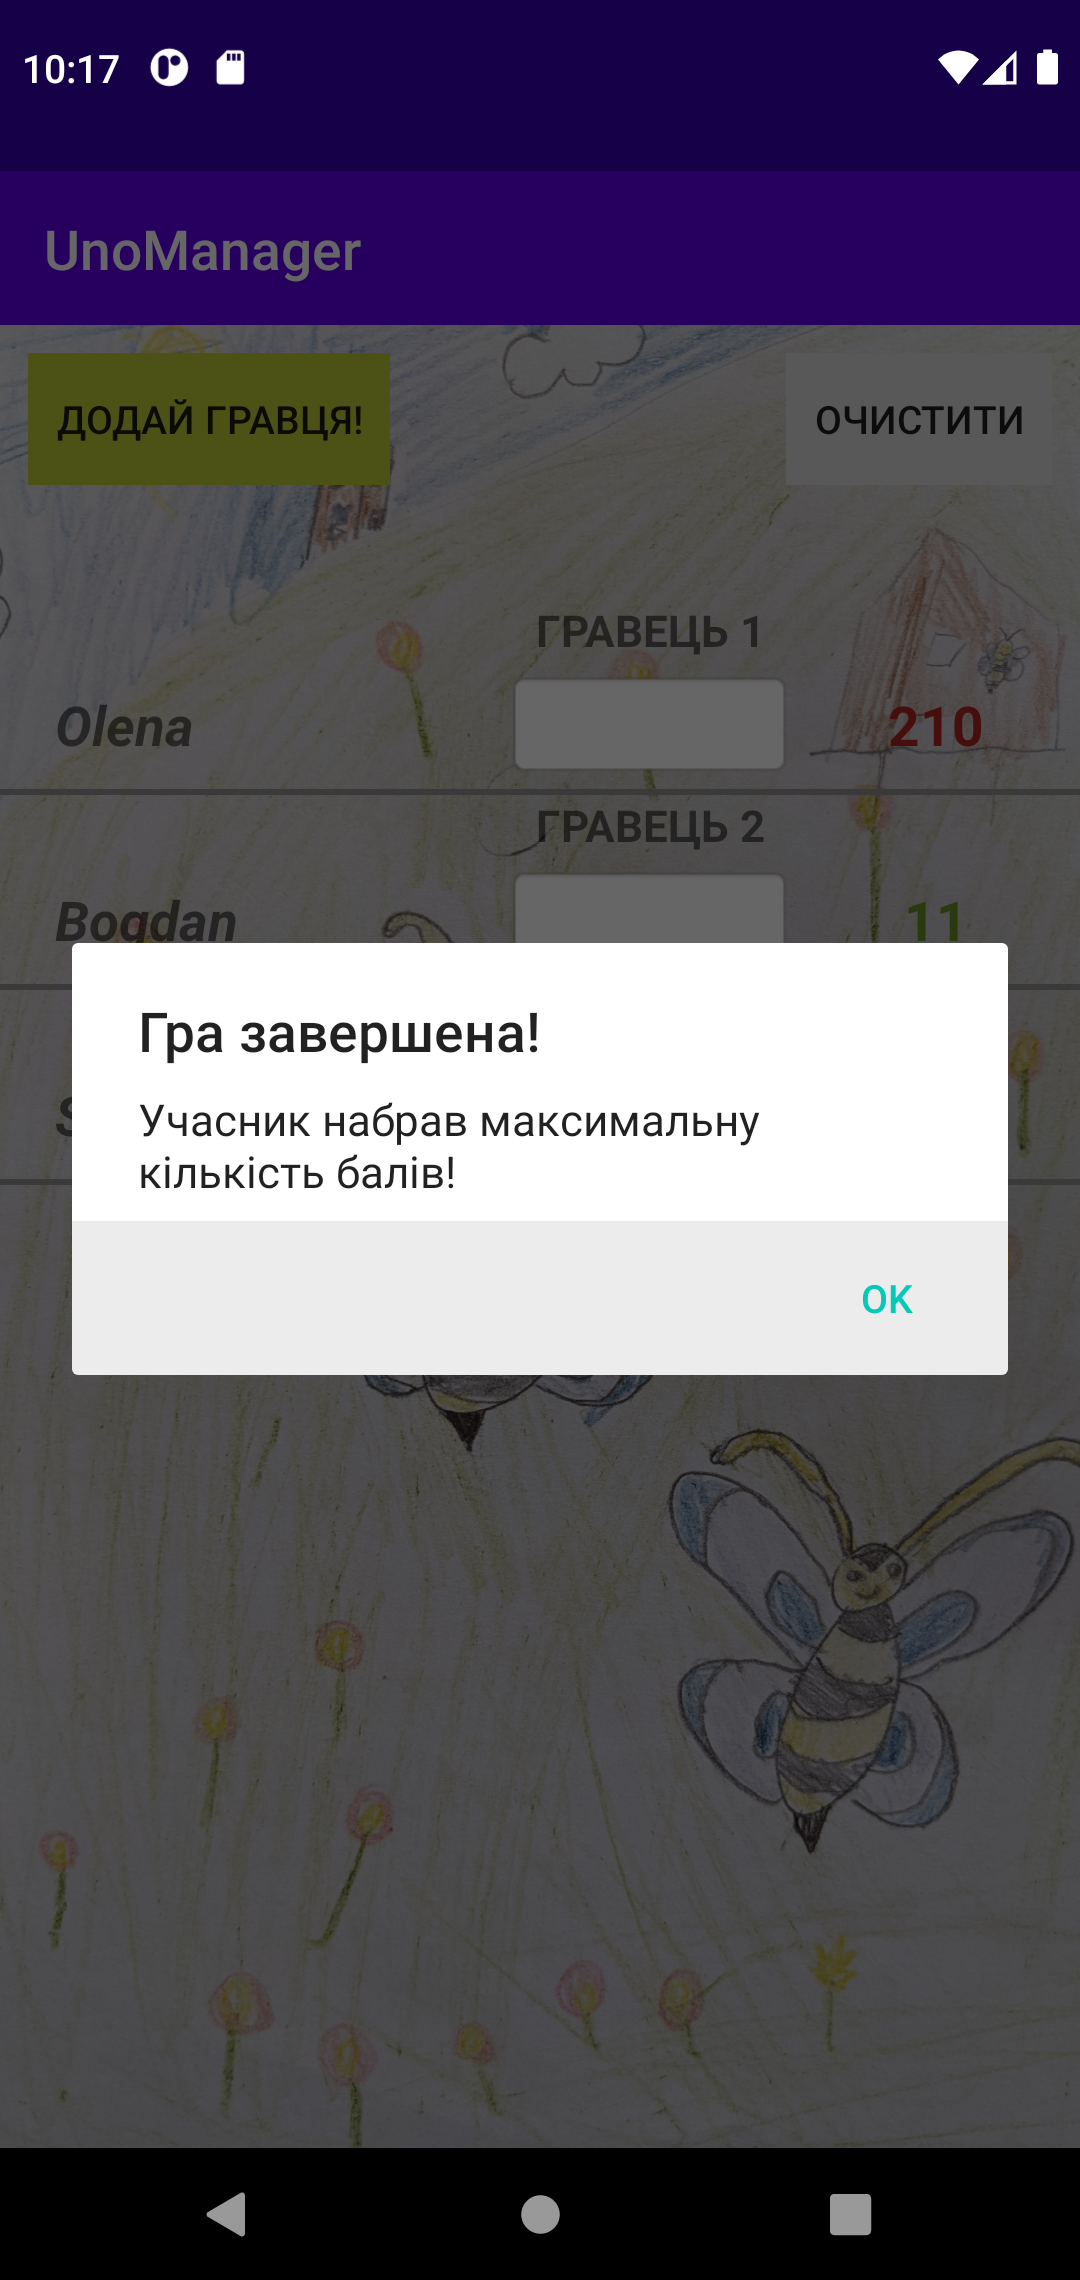 10:17
UnoManager
ДОДАЙ ГРАВЦЯ!
ОЧИСТИТИ
ГРАВЕЦЬ 1
Olena
210
ГРАВЕЦЬ 2
Bogdan
11
Гра завершена!
Учасник набрав максимальну
кількість балів!
OK